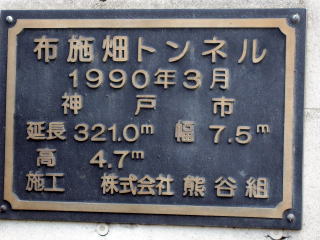 布施畑トンネル
1990年3月
神戸市
延長 321.0m 幅 7.5m
高 4.7m
施工 株式会社 熊谷組